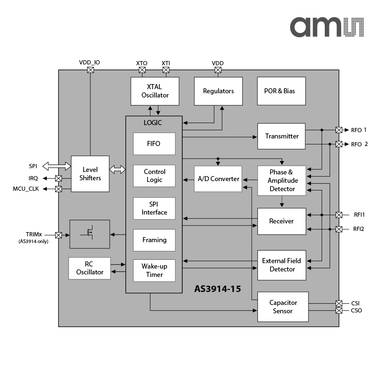 amu
VDD_IO
XTO
XTI
VDD
XTAL
Oscillator
Regulators
POR & Bias
LOGIC
FIFO
Transmitter
RFO 1
RFO 2
SPI
IRQ
MCU_CLK
Level
Shifters
Control
Logic
A/D Converter
Phase &
Amplitude
Detector
SPI
Interface
Receiver
RFI1
RFI2
TRIMx
(AS3914-only)
Framing
RC
Oscillator
Wake-up
Timer
External Field
Detector
AS3914-15
Capacitor
Sensor
CSI
CSO